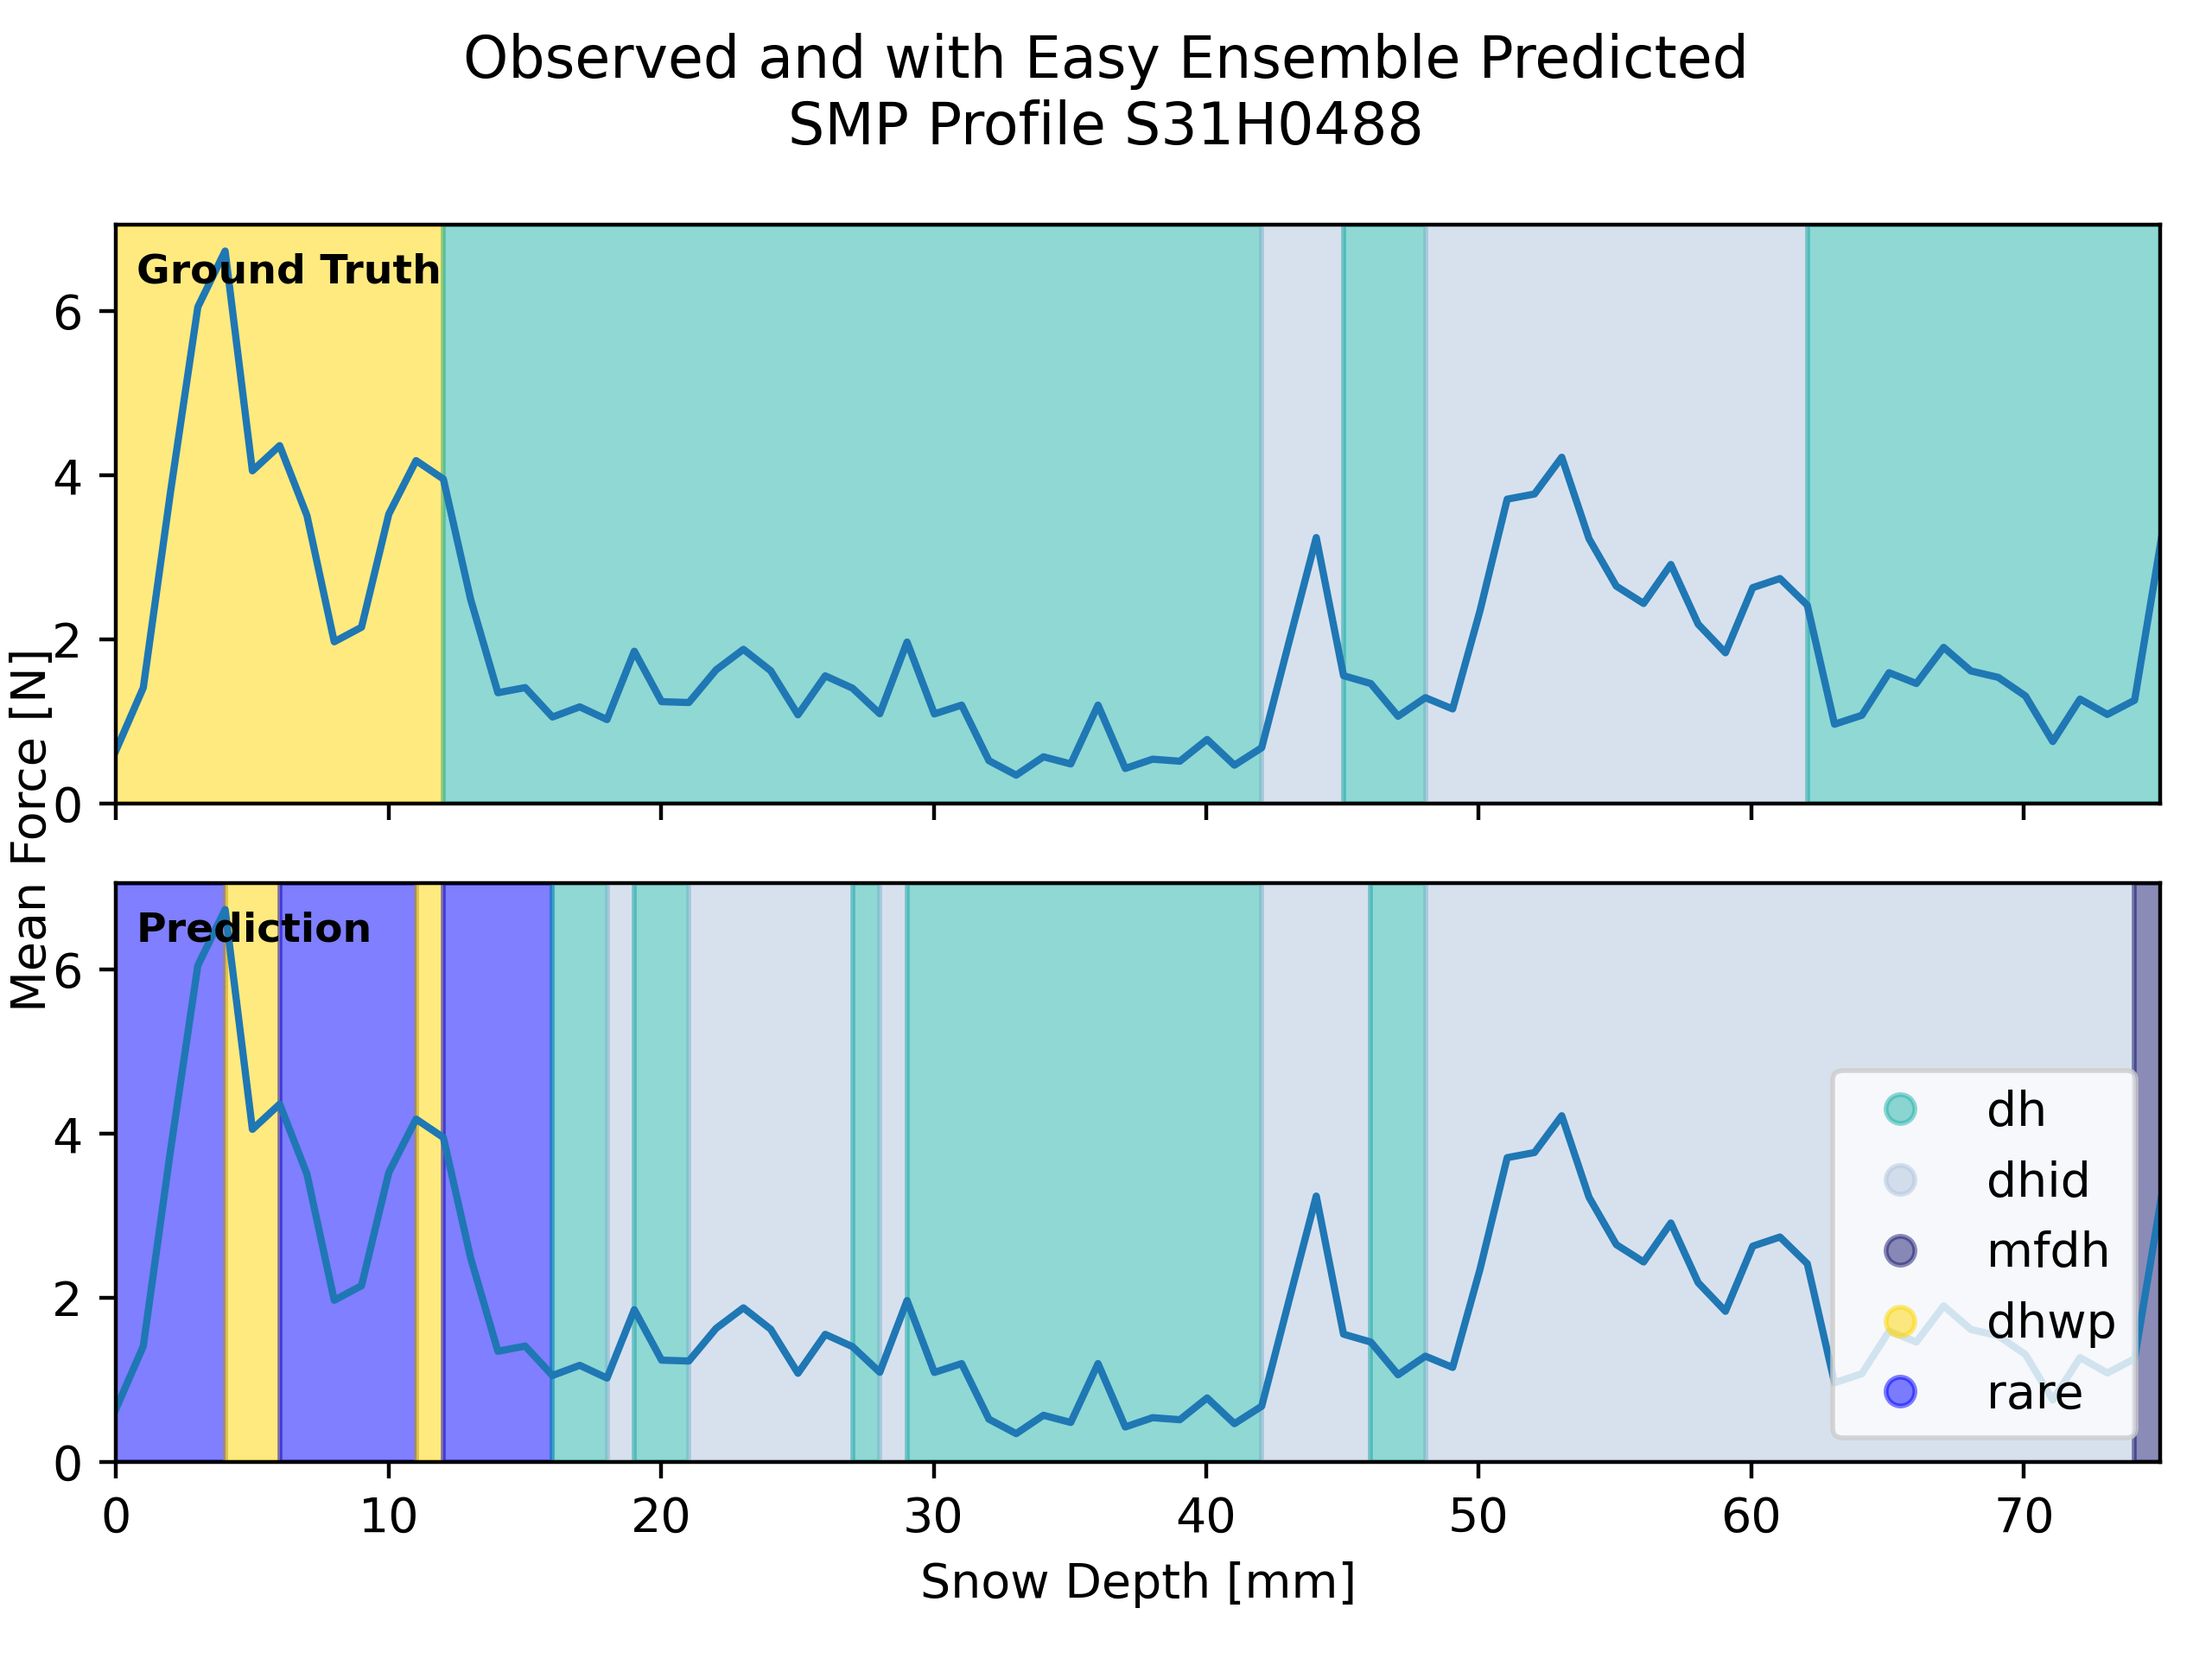 Observed and with Easy Ensemble Predicted
SMP Profile S31H0488
Ground Truth
6
4
2
0
Mean Force [N]
Prediction
6
4
2
0
dh
dhid
mfdh
dhwp
rare
0 10 20 30 40 50 60 70
Snow Depth [mm]